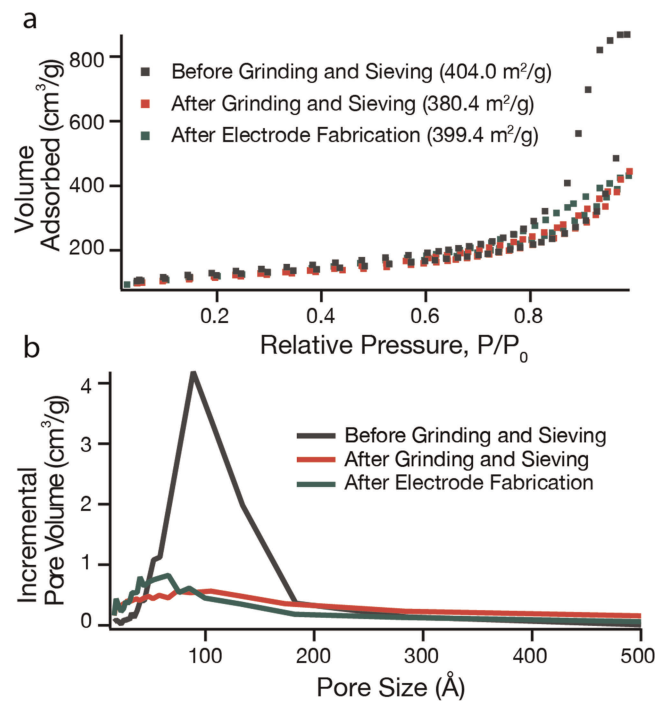 a
Volume
Adsorbed (cm³/g)
800
600
400
200
Before Grinding and Sieving (404.0 m²/g)
After Grinding and Sieving (380.4 m²/g)
After Electrode Fabrication (399.4 m²/g)
0.2 0.4 0.6 0.8
Relative Pressure, P/P₀
b
Incremental
Pore Volume (cm³/g)
4
3
2
1
0
Before Grinding and Sieving
After Grinding and Sieving
After Electrode Fabrication
100 200 300 400 500
Pore Size (Å)